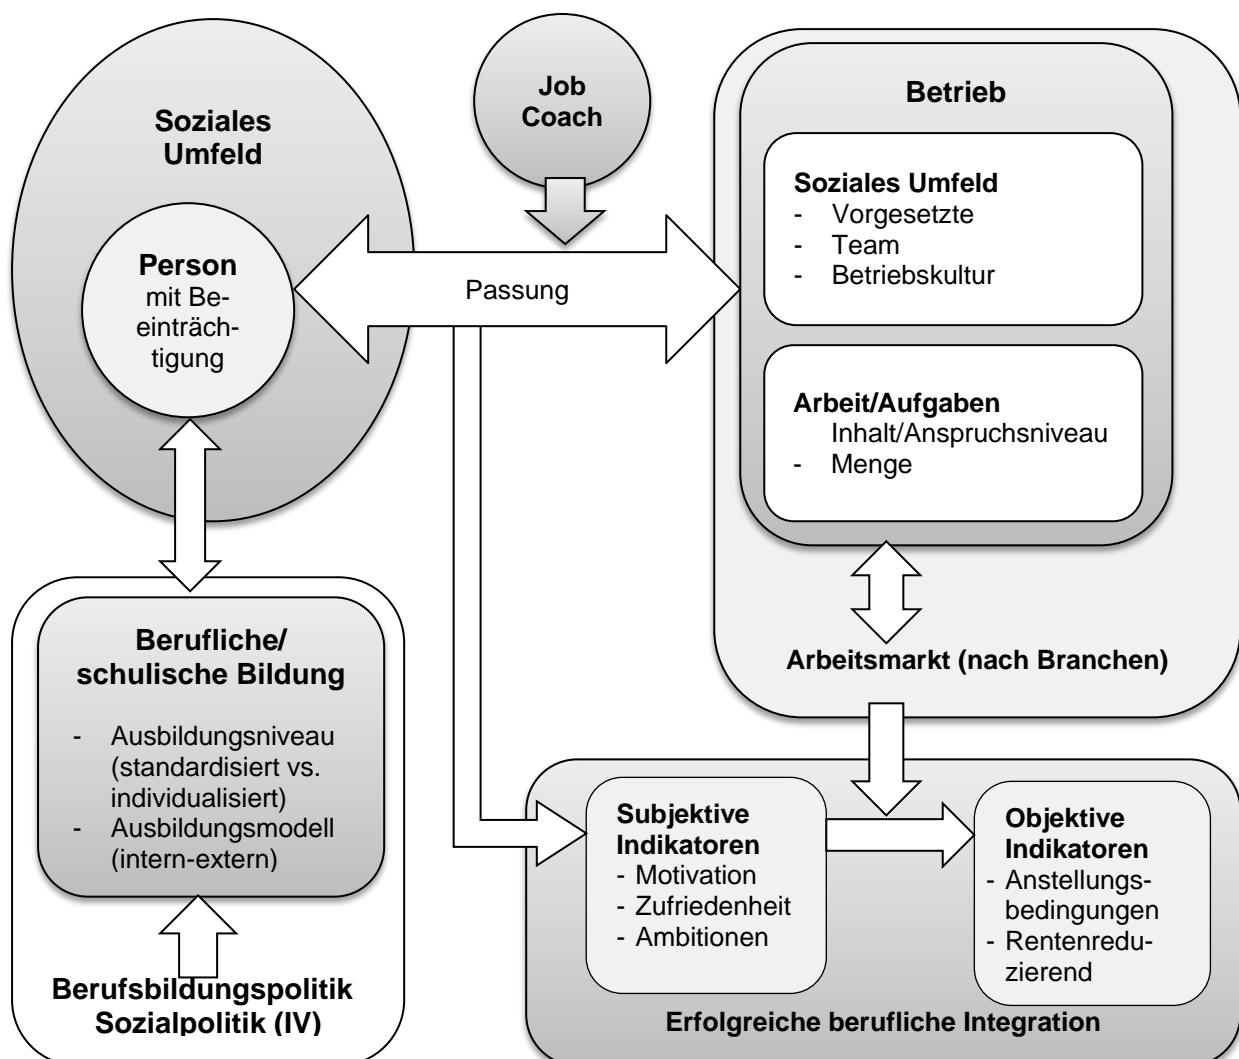 Soziales
Umfeld
Person
mit Be-
einträch-
tigung
Job
Coach
Passung
Betrieb
Soziales Umfeld
- Vorgesetzte
- Team
- Betriebskultur
Arbeit/Aufgaben
Inhalt/Anspruchsniveau
- Menge
Arbeitsmarkt (nach Branchen)
Berufliche/
schulische Bildung
- Ausbildungsniveau
(standardisiert vs.
individualisiert)
- Ausbildungsmodell
(intern-extern)
Berufsbildungspolitik
Sozialpolitik (IV)
Subjektive
Indikatoren
- Motivation
- Zufriedenheit
- Ambitionen
Objektive
Indikatoren
- Anstellungs-
bedingungen
- Rentenredu-
zierend
Erfolgreiche berufliche Integration